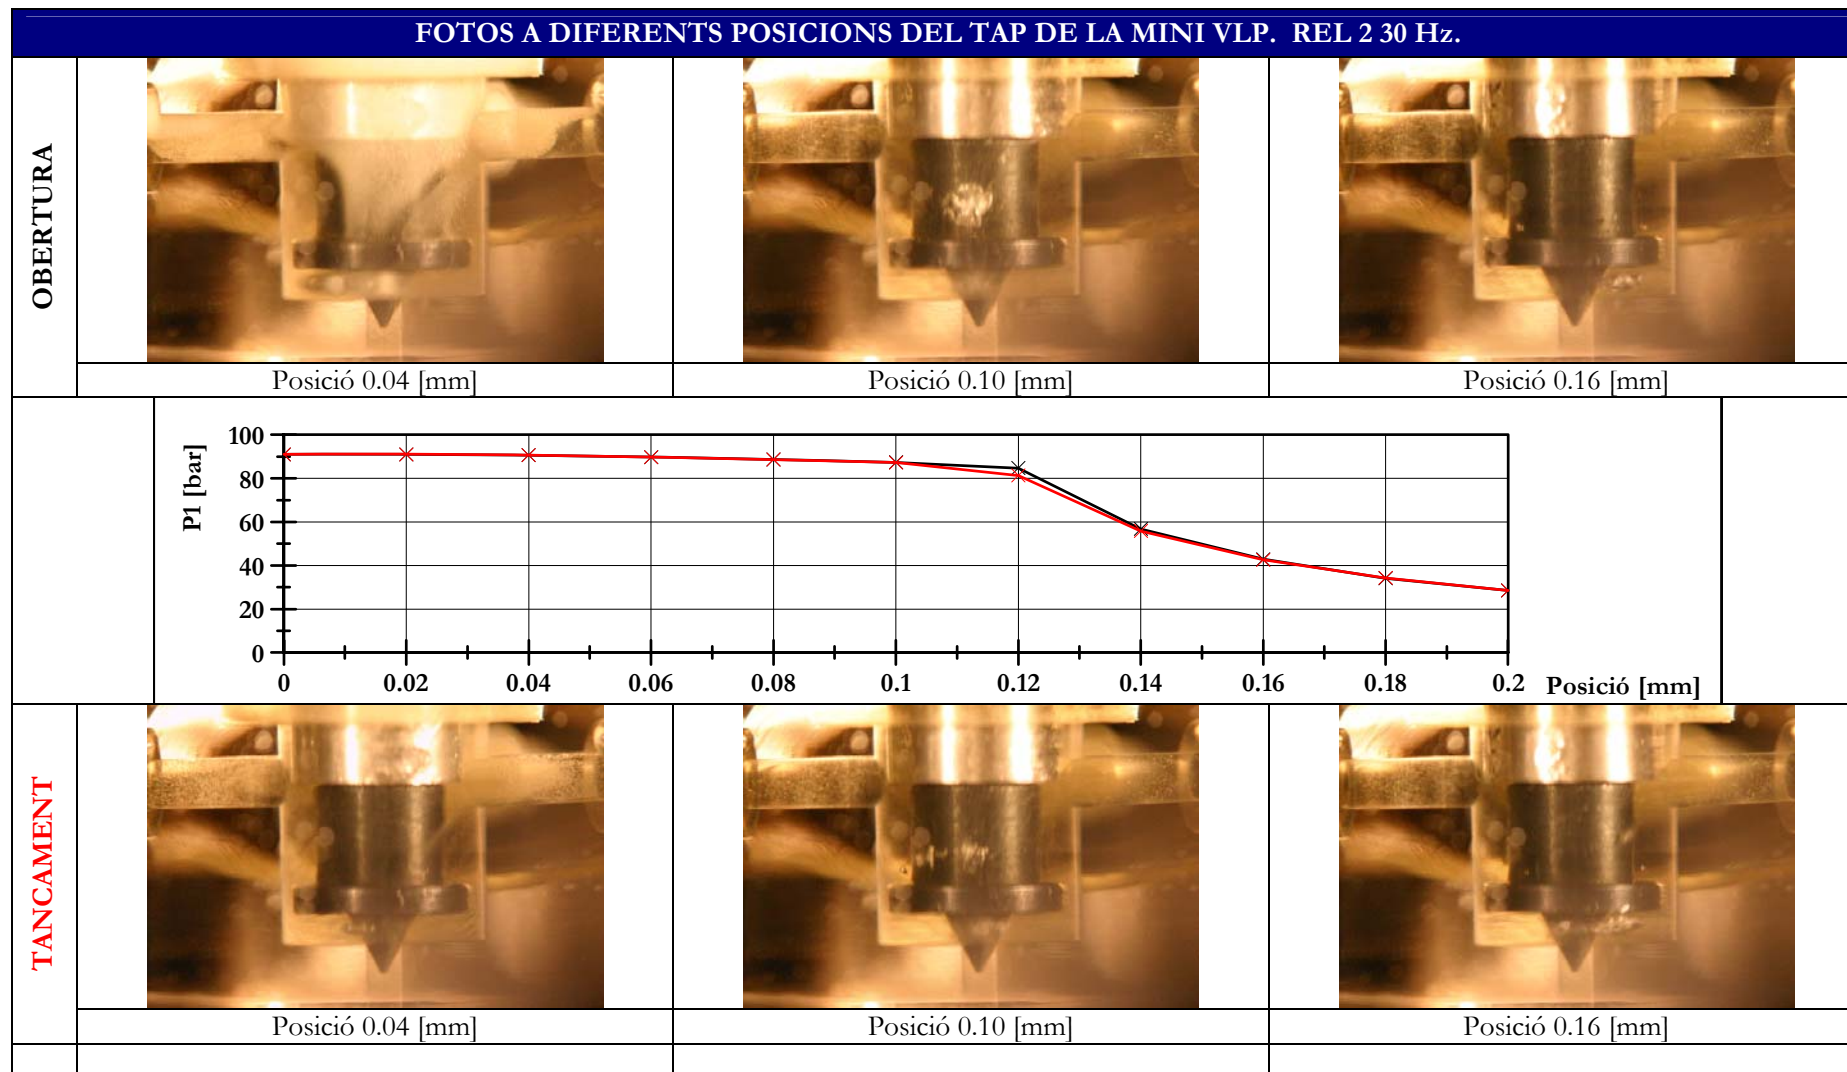 FOTOS A DIFERENTS POSICIONS DEL TAP DE LA MINI VLP. REL 2 30 Hz.
OBERTURA
Posició 0.04 [mm]
Posició 0.10 [mm]
Posició 0.16 [mm]
P1 [bar]
100
80
60
40
20
0
0 0.02 0.04 0.06 0.08 0.1 0.12 0.14 0.16 0.18 0.2 Posició [mm]
TANCAMENT
Posició 0.04 [mm]
Posició 0.10 [mm]
Posició 0.16 [mm]